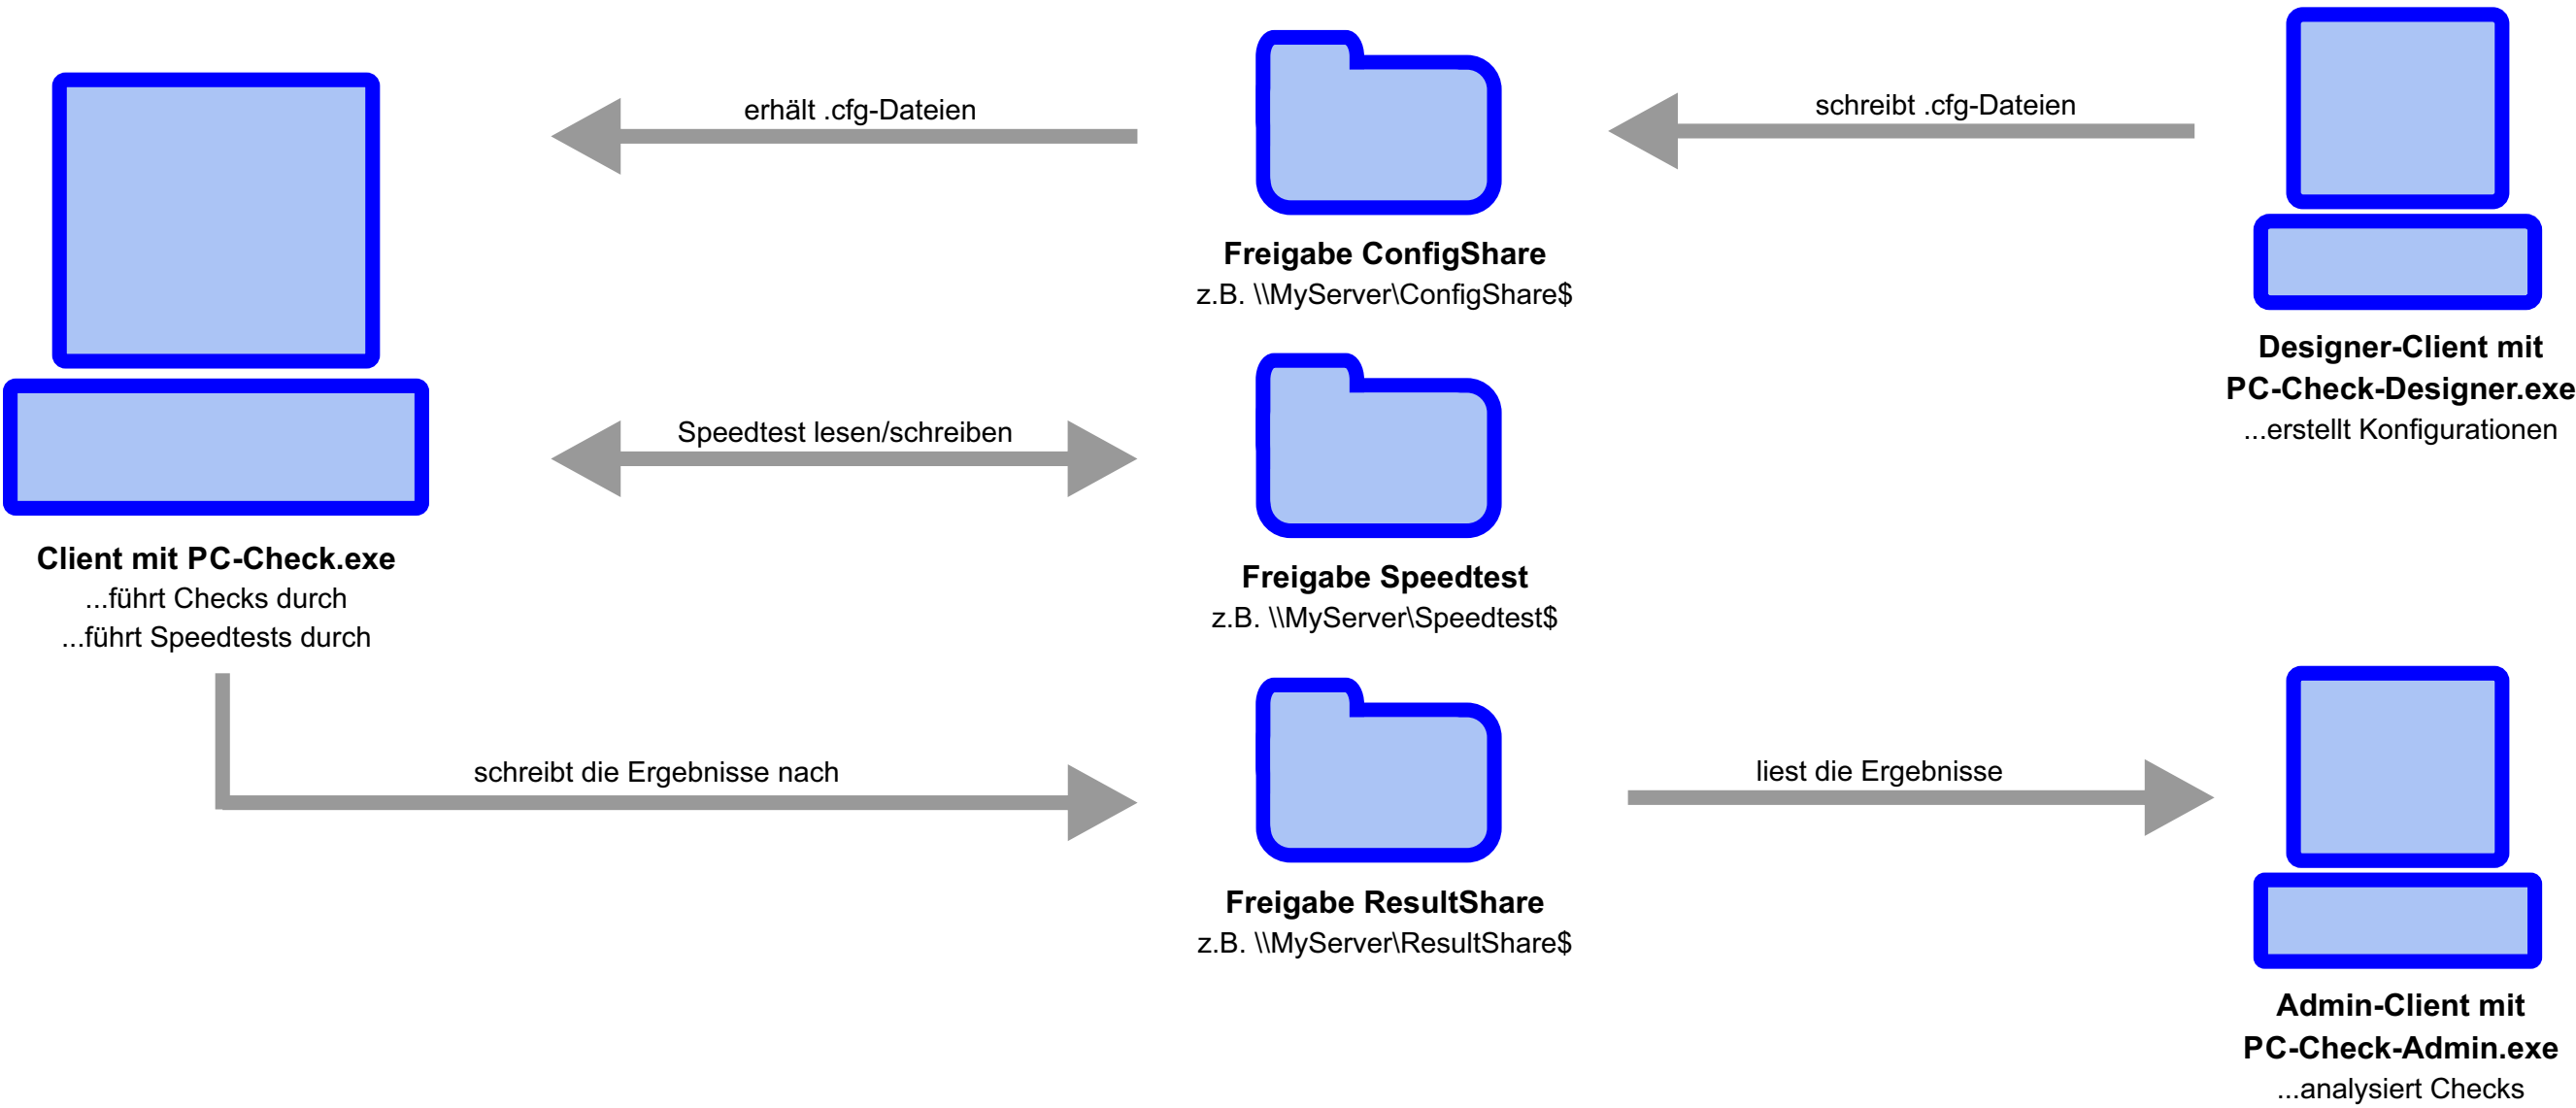 erhält .cfg-Dateien
schreibt .cfg-Dateien
Freigabe ConfigShare
z.B. \\MyServer\ConfigShare$
Designer-Client mit
PC-Check-Designer.exe
...erstellt Konfigurationen
Speedtest lesen/schreiben
Client mit PC-Check.exe
...führt Checks durch
...führt Speedtests durch
Freigabe Speedtest
z.B. \\MyServer\Speedtest$
schreibt die Ergebnisse nach
liest die Ergebnisse
Freigabe ResultShare
z.B. \\MyServer\ResultShare$
Admin-Client mit
PC-Check-Admin.exe
...analysiert Checks